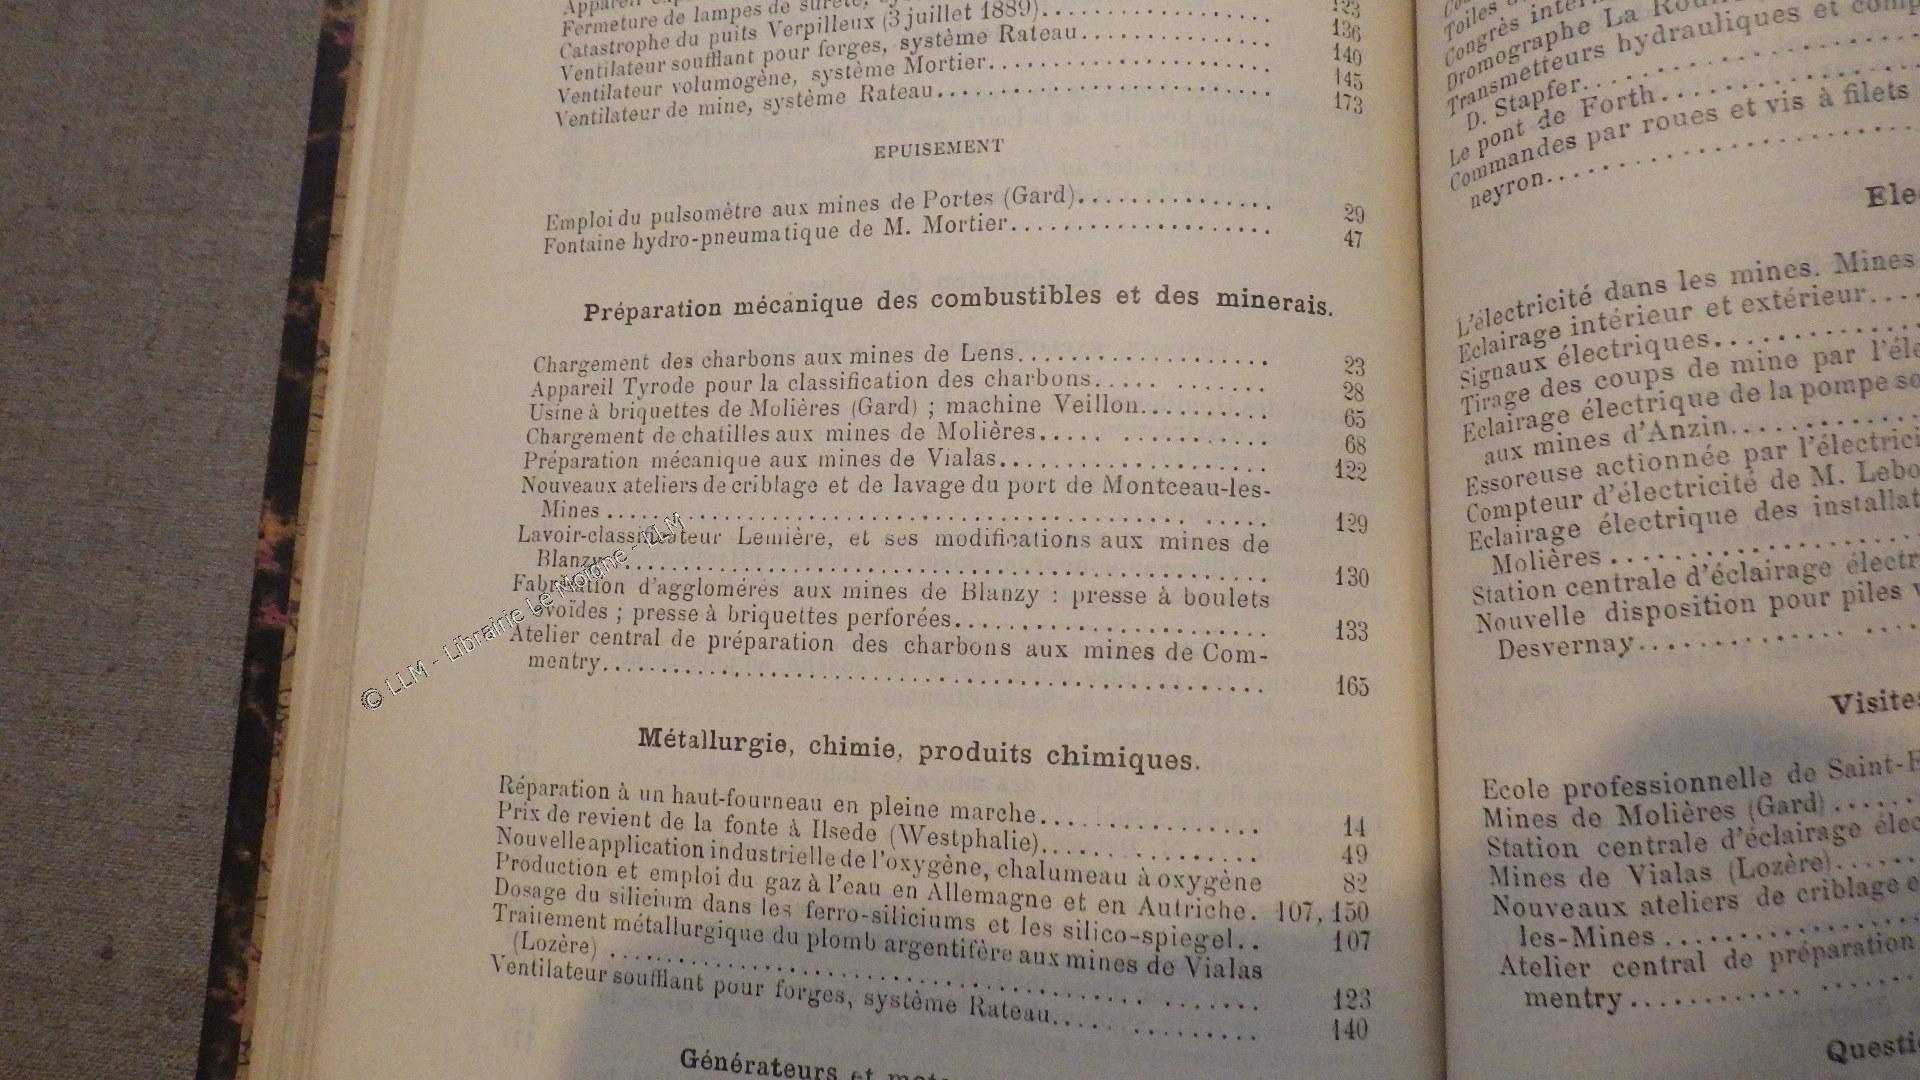 Fermeture de lampes de sûreté,
123
Catastrophe du puits Verpilleux (3 juillet 1889). 136
Ventilateur soufflant pour forges, système Rateau. 140
Ventilateur volumogène, système Mortier. 145
Ventilateur de mine, système Rateau. 173
EPUISEMENT
Emploi du pulsomètre aux mines de Portes (Gard). 29
Fontaine hydro-pneumatique de M. Mortier. 47
Préparation mécanique des combustibles et des minerais.
Chargement des charbons aux mines de Lens. 23
Appareil Tyrode pour la classification des charbons. 28
Usine à briquettes de Molières (Gard) ; machine Veillon. 65
Chargement de chatilles aux mines de Molières. 68
Préparation mécanique aux mines de Vialas. 122
Nouveaux ateliers de criblage et de lavage du port de Montceau-les-
Mines 129
Lavoir-classificateur Lemière, et ses modifications aux mines de
Blanzy. 130
Fabrication d'agglomérés aux mines de Blanzy : presse à boulets
ovoïdes ; presse à briquettes perforées. 133
Atelier central de préparation des charbons aux mines de Com-
mentry. 165
Métallurgie, chimie, produits chimiques.
Réparation à un haut-fourneau en pleine marche. 14
Prix de revient de la fonte à Ilsede (Westphalie). 49
Nouvelle application industrielle de l'oxygène, chalumeau à oxygène 82
Production et emploi du gaz à l'eau en Allemagne et en Autriche. 107, 150
Dosage du silicium dans les ferro-siliciums et les silico-spiegel. 107
Traitement métallurgique du plomb argentifère aux mines de Vialas
(Lozère) 123
Ventilateur soufflant pour forges, système Rateau. 140
Générateurs et
© LLM - Librairie Le Moigne - LLM
Toiles
Congrès
Dromographe La
Transmetteurs hydrauliques et
D. Stapfer.
Le pont de Forth.
Commandes par roues et vis à filets
neyron.
L'électricité dans les mines. Mines
Eclairage intérieur et extérieur.
Signaux électriques.
Tirage des coups de mine par
Eclairage électrique de la pompe
aux mines d'Anzin.
Essoreuse actionnée par
Compteur d'électricité de M.
Eclairage électrique des
Molières
Station centrale d'éclairage
Nouvelle disposition pour piles
Desvernay.
Ecole professionnelle de
Mines de Molières (Gard)
Station centrale d'éclairage
Mines de Vialas (Lozère).
Nouveaux ateliers de criblage
les-Mines
Atelier central de préparation
mentry